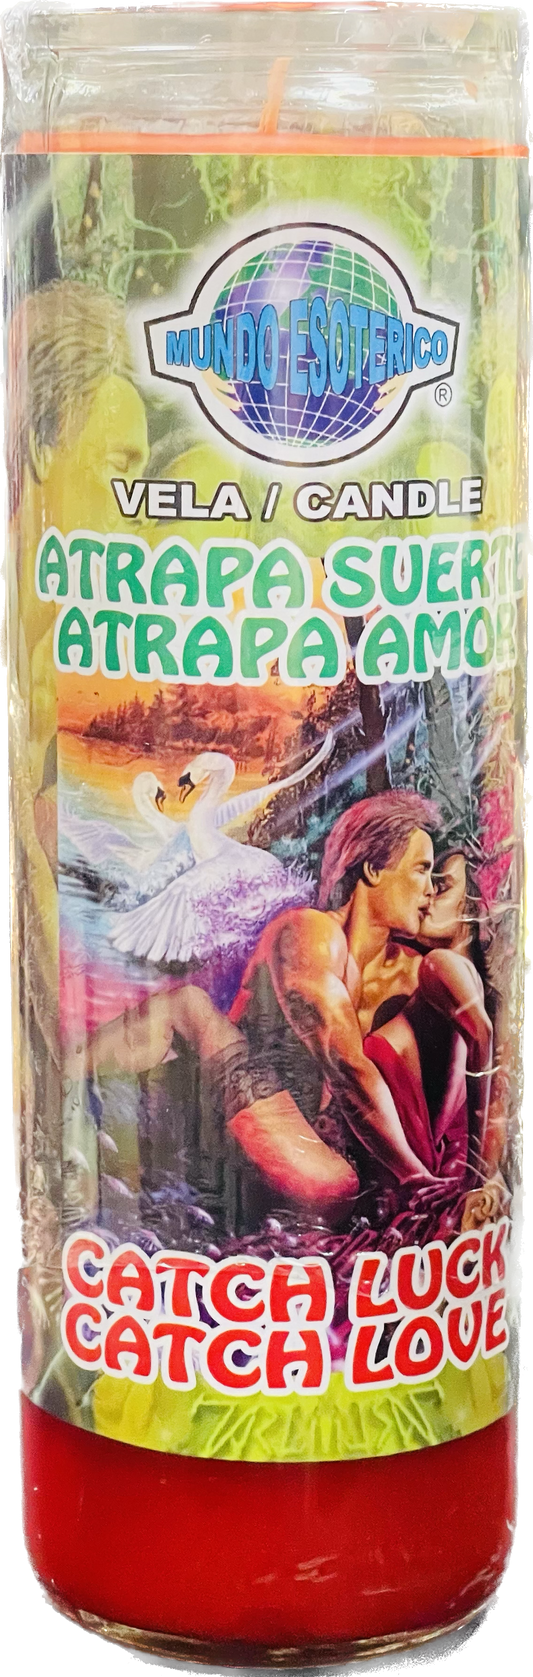 MUNDO ESOTERICO
®
VELA / CANDLE
ATRAPA SUERTE
ATRAPA AMOR
CATCH LUCK
CATCH LOVE